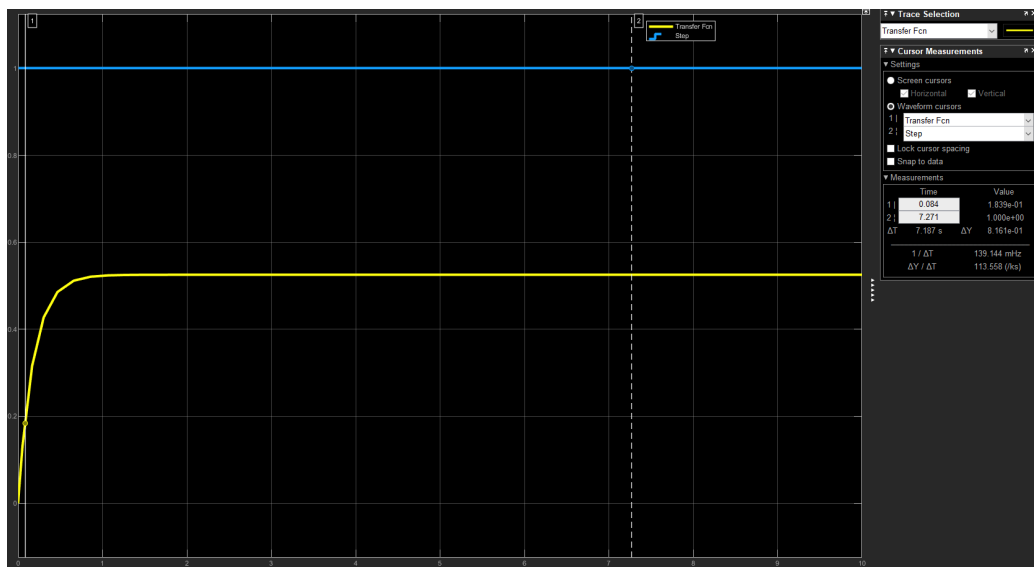 1
2
Transfer Fcn
Step
1
0.8
0.6
0.4
0.2
0
0 1 2 3 4 5 6 7 8 9 10
Trace Selection
Transfer Fcn
Cursor Measurements
Settings
Screen cursors
Horizontal Vertical
Waveform cursors
1 | Transfer Fcn
2 ¦ Step
Lock cursor spacing
Snap to data
Measurements
Time Value
1 | 0.084 1.839e-01
2 ¦ 7.271 1.000e+00
ΔT 7.187 s ΔY 8.161e-01
1 / ΔT 139.144 mHz
ΔY / ΔT 113.558 (/ks)